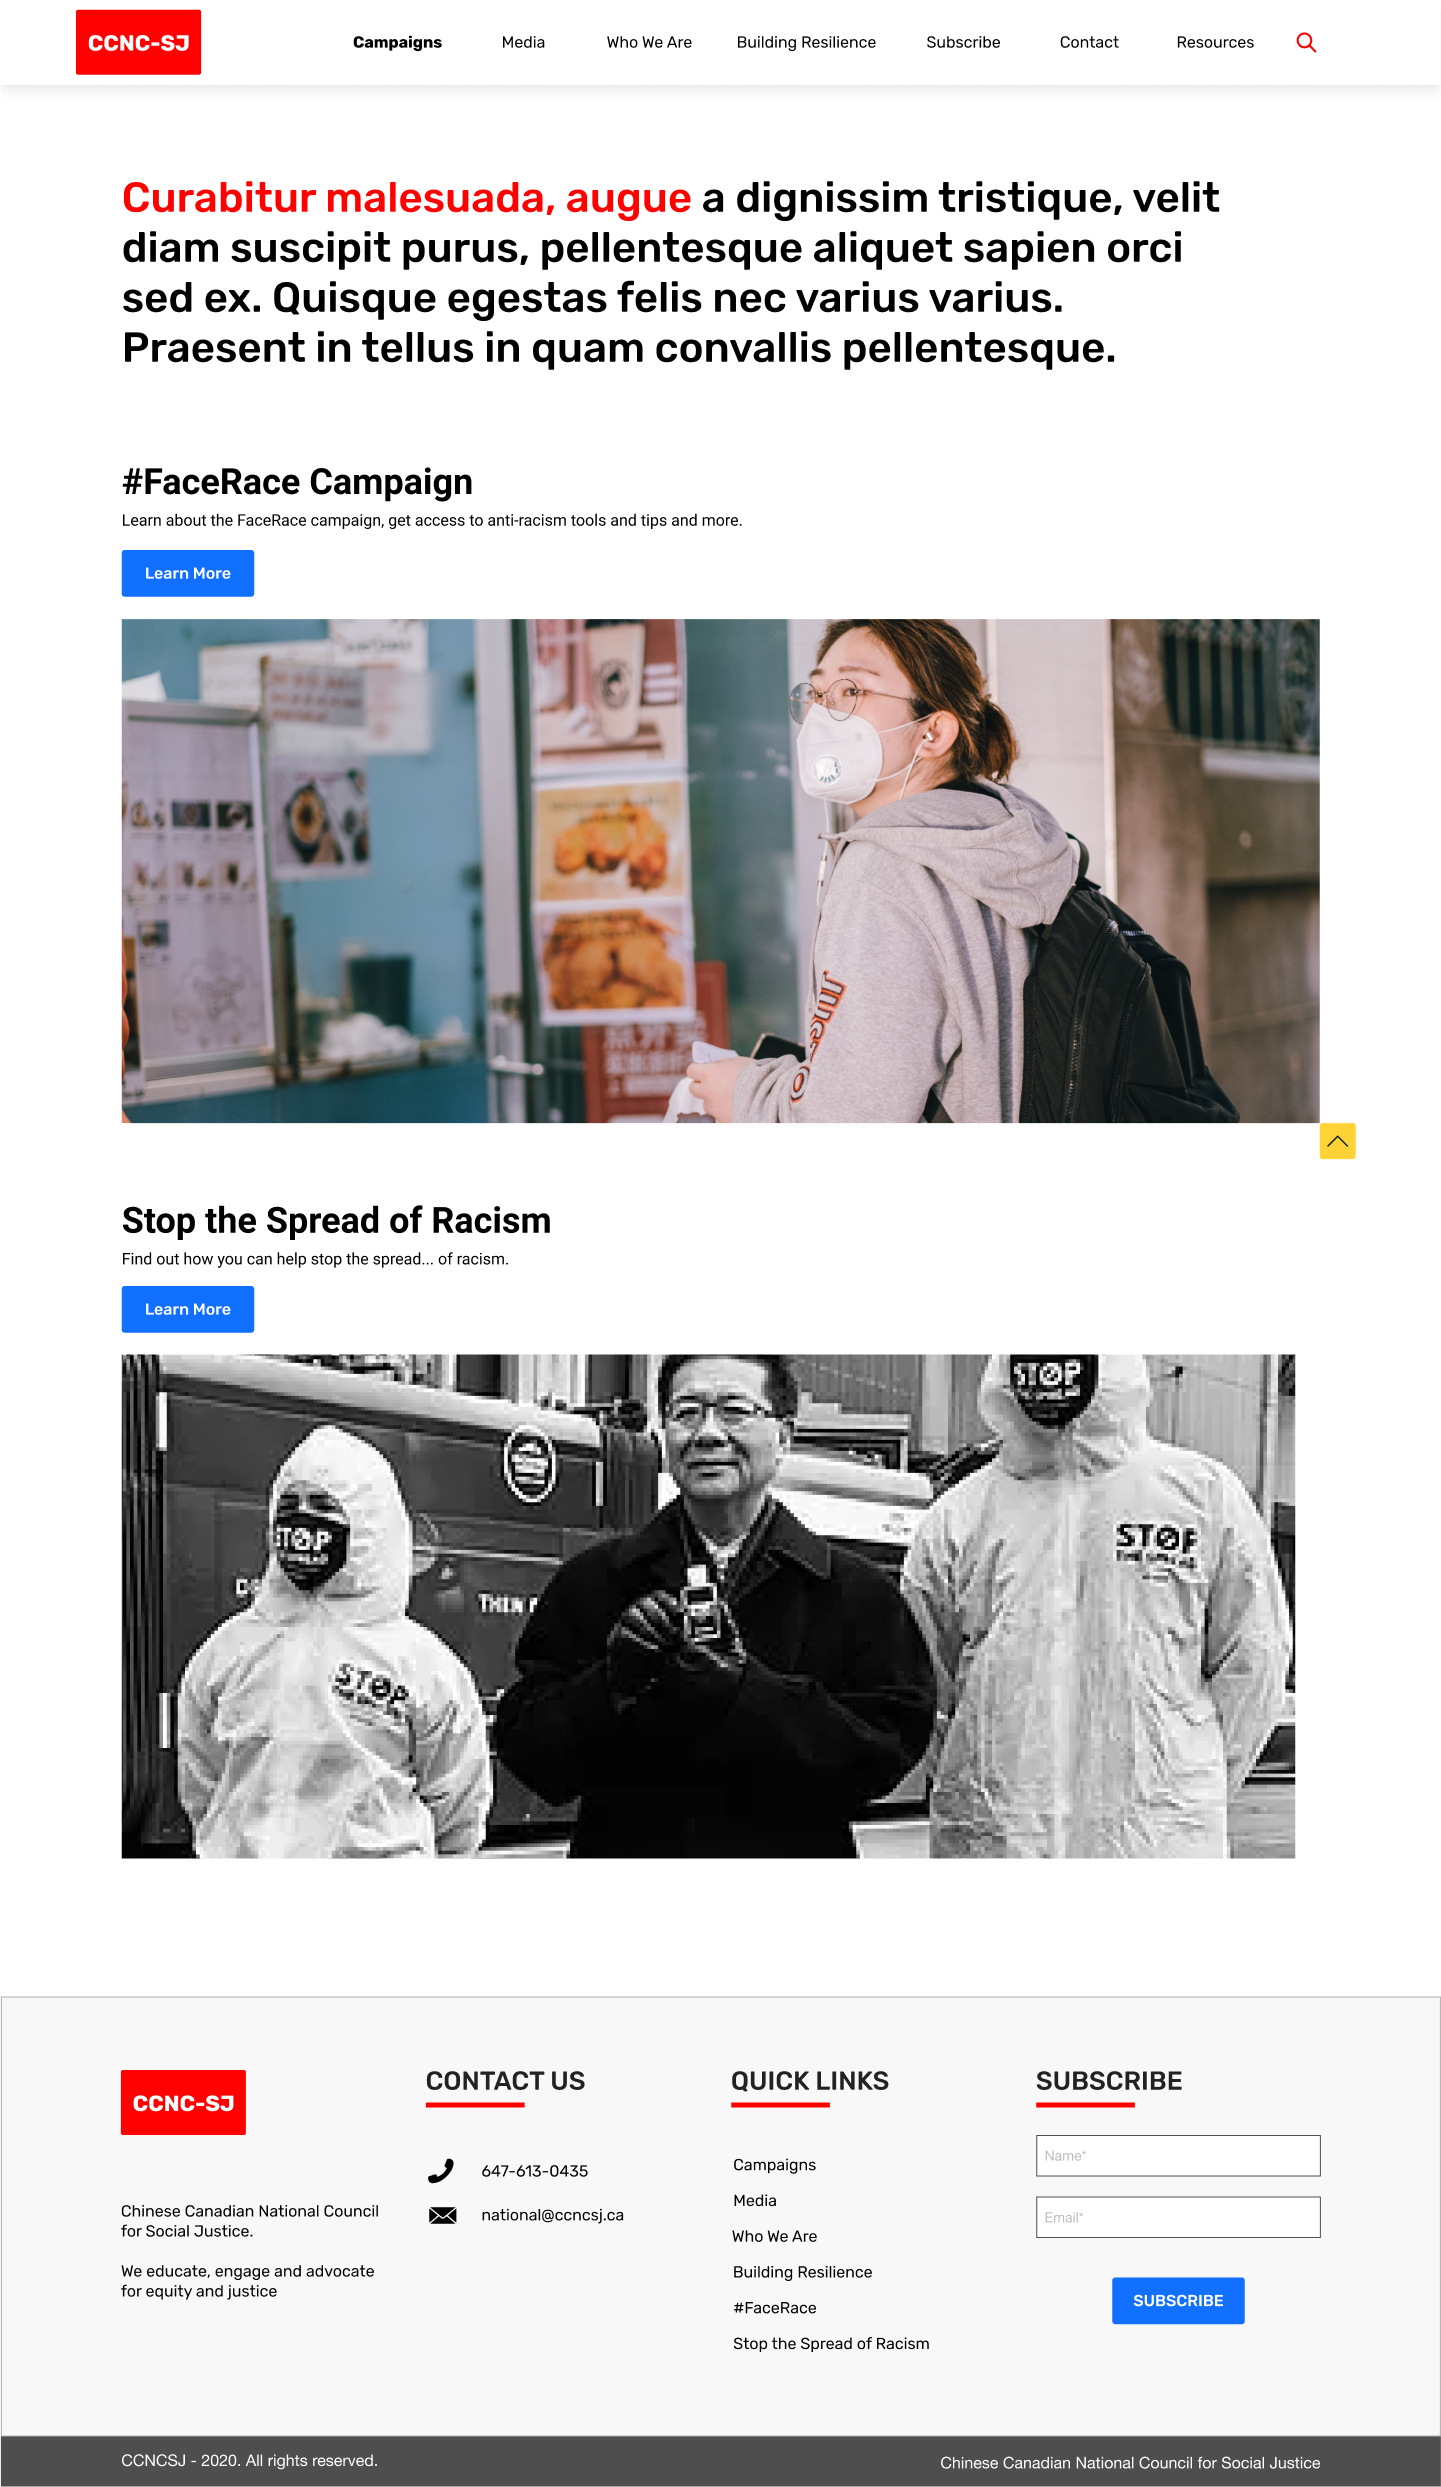 CCNC-SJ
Campaigns
Media
Who We Are
Building Resilience
Subscribe
Contact
Resources
Curabitur malesuada, augue a dignissim tristique, velit
diam suscipit purus, pellentesque aliquet sapien orci
sed ex. Quisque egestas felis nec varius varius.
Praesent in tellus in quam convallis pellentesque.
#FaceRace Campaign
Learn about the FaceRace campaign, get access to anti-racism tools and tips and more.
Learn More
Stop the Spread of Racism
Find out how you can help stop the spread... of racism.
Learn More
STOP
STOP
STOP
STOP
CCNC-SJ
Chinese Canadian National Council
for Social Justice.
We educate, engage and advocate
for equity and justice
CONTACT US
647-613-0435
national@ccncsj.ca
QUICK LINKS
Campaigns
Media
Who We Are
Building Resilience
#FaceRace
Stop the Spread of Racism
SUBSCRIBE
Name*
Email*
SUBSCRIBE
CCNCSJ - 2020. All rights reserved.
Chinese Canadian National Council for Social Justice